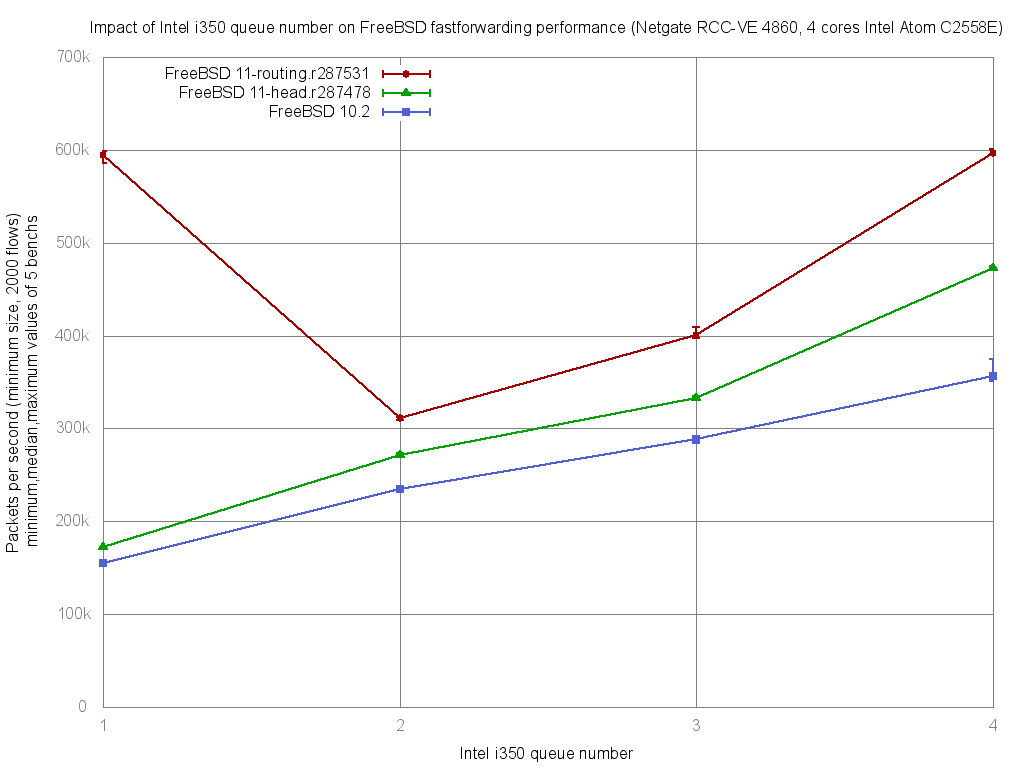 Impact of Intel i350 queue number on FreeBSD fastforwarding performance (Netgate RCC-VE 4860, 4 cores Intel Atom C2558E)
700k
600k
500k
400k
300k
200k
100k
0
FreeBSD 11-routing.r287531
FreeBSD 11-head.r287478
FreeBSD 10.2
Packets per second (minimum size, 2000 flows)
minimum,median,maximum values of 5 benchs
1 2 3 4
Intel i350 queue number